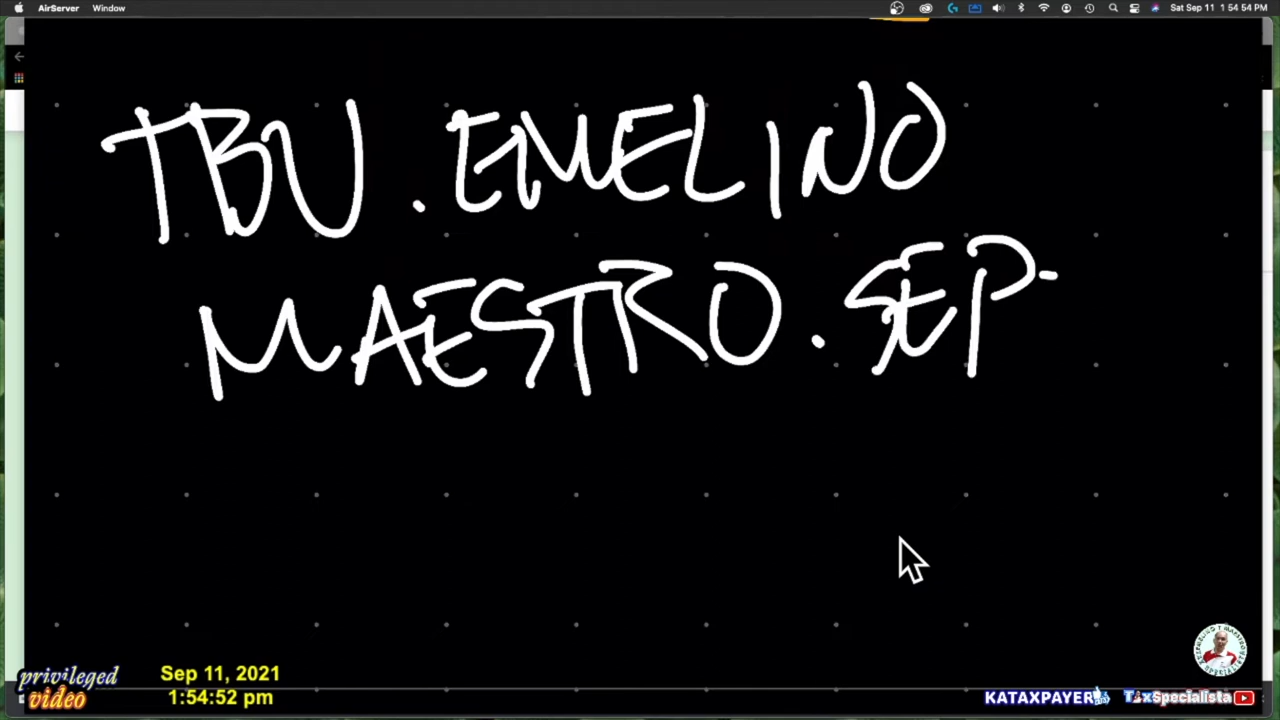 AirServer Window Sat Sep 11 1:54:54 PM
TBU . EMELINO
MAESTRO . SEP-
privileged
video
Sep 11, 2021
1:54:52 pm
KATAXPAYER TaxSpecialista